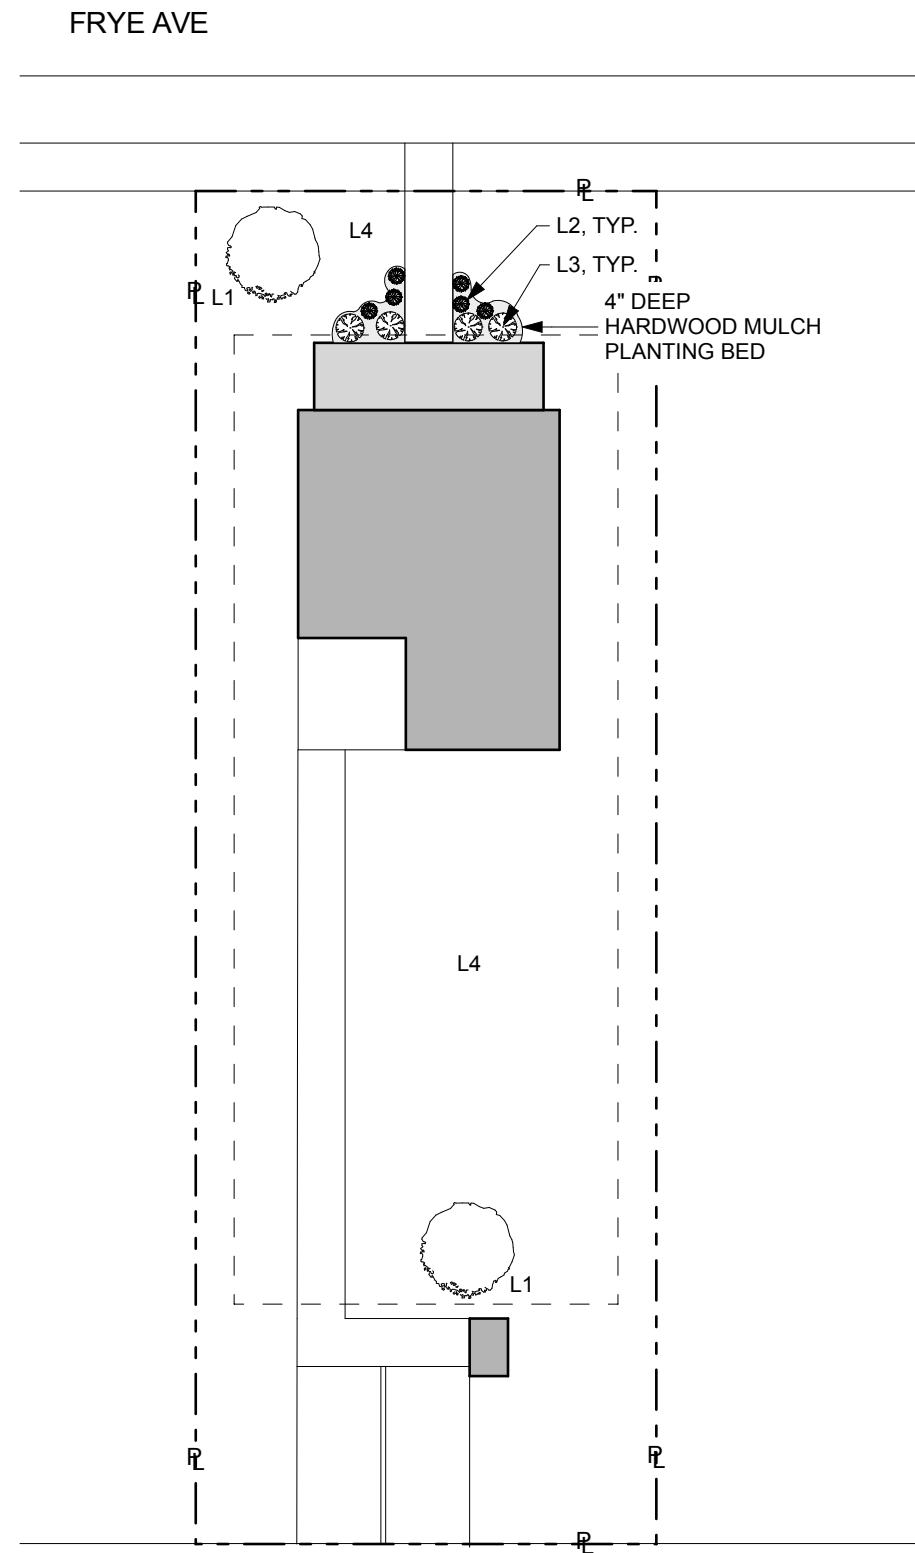 FRYE AVE
PL
L4
L2, TYP.
L3, TYP.
PL
L1
PL
4" DEEP
HARDWOOD MULCH
PLANTING BED
L4
L1
PL
PL
PL